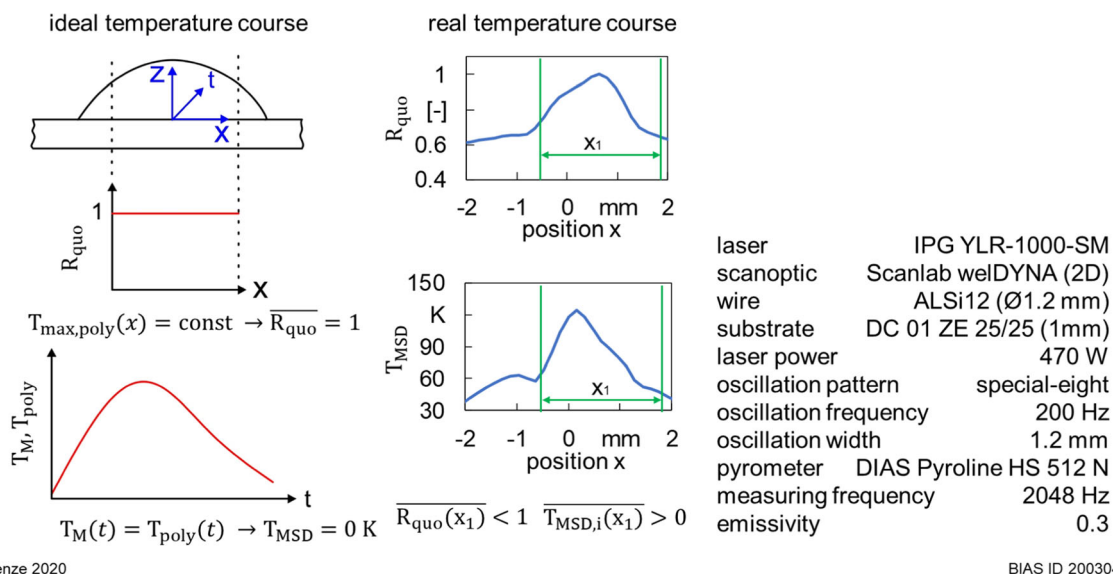 ideal temperature course
z
t
x
1
R_quo
x
T_max,poly(x) = const → R̅_quo̅ = 1
T_M, T_poly
t
T_M(t) = T_poly(t) → T_MSD = 0 K
real temperature course
1
[-]
0.6
0.4
R_quo
x₁
-2 -1 0 mm 2
position x
150
K
90
60
30
T_MSD
x₁
-2 -1 0 mm 2
position x
R_quo(x₁) < 1 T_MSD,i(x₁) > 0
laser IPG YLR-1000-SM
scanoptic Scanlab welDYNA (2D)
wire ALSi12 (Ø1.2 mm)
substrate DC 01 ZE 25/25 (1mm)
laser power 470 W
oscillation pattern special-eight
oscillation frequency 200 Hz
oscillation width 1.2 mm
pyrometer DIAS Pyroline HS 512 N
measuring frequency 2048 Hz
emissivity 0.3
2020
BIAS ID